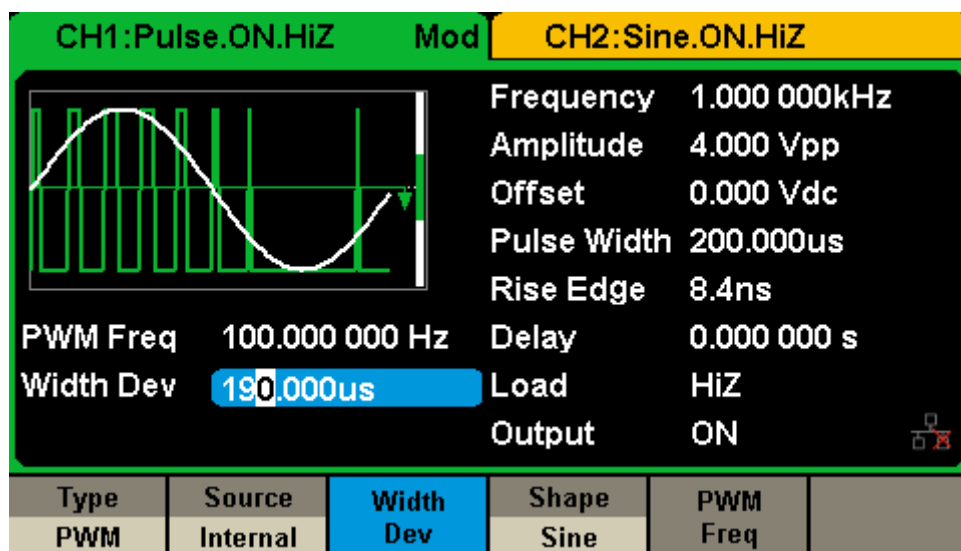 CH1:Pulse.ON.HiZ Mod CH2:Sine.ON.HiZ
Frequency 1.000 000kHz
Amplitude 4.000 Vpp
Offset 0.000 Vdc
Pulse Width 200.000us
Rise Edge 8.4ns
PWM Freq 100.000 000 Hz Delay 0.000 000 s
Width Dev 190.000us Load HiZ
Output ON
Type Source Width Dev Shape PWM Freq
PWM Internal Sine